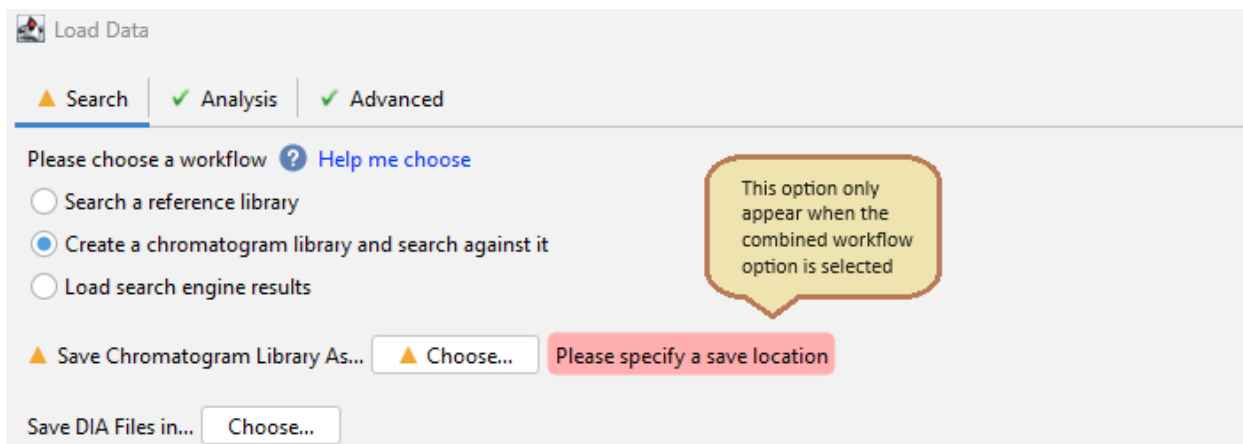 Load Data
Search Analysis Advanced
Please choose a workflow ? Help me choose
Search a reference library
Create a chromatogram library and search against it
Load search engine results
This option only
appear when the
combined workflow
option is selected
Save Chromatogram Library As... Choose... Please specify a save location
Save DIA Files in... Choose...